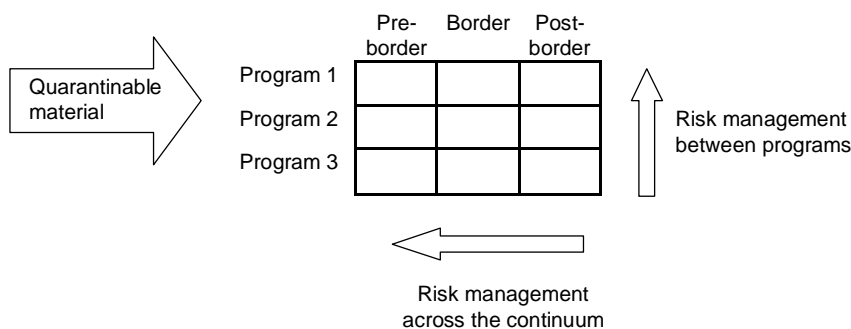 Pre-
border
Border
Post-
border
Quarantinable
material
Program 1
Program 2
Program 3
Risk management
between programs
Risk management
across the continuum